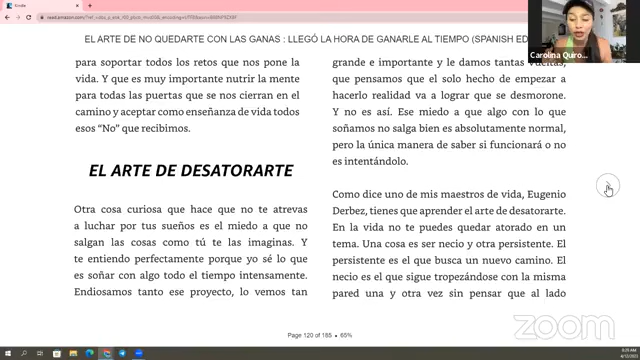 Kindle
EL ARTE DE NO QUEDARTE CON LAS GANAS : LLEGÓ LA HORA DE GANARLE AL TIEMPO (SPANISH ED
Carolina Quiro...
para soportar todos los retos que nos pone la
vida. Y que es muy importante nutrir la mente
para todas las puertas que se nos cierran en el
camino y aceptar como enseñanza de vida todos
esos “No” que recibimos.
EL ARTE DE DESATORARTE
Otra cosa curiosa que hace que no te atrevas
a luchar por tus sueños es el miedo a que no
salgan las cosas como tú te las imaginas. Y
te entiendo perfectamente porque yo sé lo que
es soñar con algo todo el tiempo intensamente.
Endiosamos tanto ese proyecto, lo vemos tan
grande e importante y le damos tantas vueltas,
que pensamos que el solo hecho de empezar a
hacerlo realidad va a lograr que se desmorone.
Y no es así. Ese miedo a que algo con lo que
soñamos no salga bien es absolutamente normal,
pero la única manera de saber si funcionará o no
es intentándolo.
Como dice uno de mis maestros de vida, Eugenio
Derbez, tienes que aprender el arte de desatorarte.
En la vida no te puedes quedar atorado en un
tema. Una cosa es ser necio y otra persistente. El
persistente es el que busca un nuevo camino. El
necio es el que sigue tropezándose con la misma
pared una y otra vez sin pensar que al lado
Page 120 of 185 • 65%
zoom